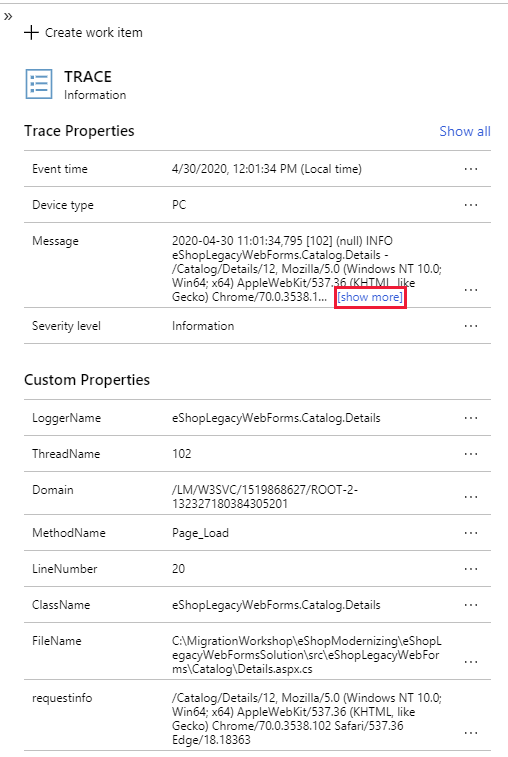 »
+ Create work item
TRACE
Information
Trace Properties Show all
Event time 4/30/2020, 12:01:34 PM (Local time) ...
Device type PC ...
Message 2020-04-30 11:01:34,795 [102] (null) INFO
eShopLegacyWebForms.Catalog.Details -
/Catalog/Details/12, Mozilla/5.0 (Windows NT 10.0;
Win64; x64) AppleWebKit/537.36 (KHTML, like
Gecko) Chrome/70.0.3538.1... [show more] ...
Severity level Information ...
Custom Properties
LoggerName eShopLegacyWebForms.Catalog.Details ...
ThreadName 102 ...
Domain /LM/W3SVC/1519868627/ROOT-2-
132327180384305201 ...
MethodName Page_Load ...
LineNumber 20 ...
ClassName eShopLegacyWebForms.Catalog.Details ...
FileName C:\MigrationWorkshop\eShopModernizing\eShopL
egacyWebFormsSolution\src\eShopLegacyWebFor
ms\Catalog\Details.aspx.cs ...
requestinfo /Catalog/Details/12, Mozilla/5.0 (Windows NT 10.0;
Win64; x64) AppleWebKit/537.36 (KHTML, like
Gecko) Chrome/70.0.3538.102 Safari/537.36
Edge/18.18363 ...